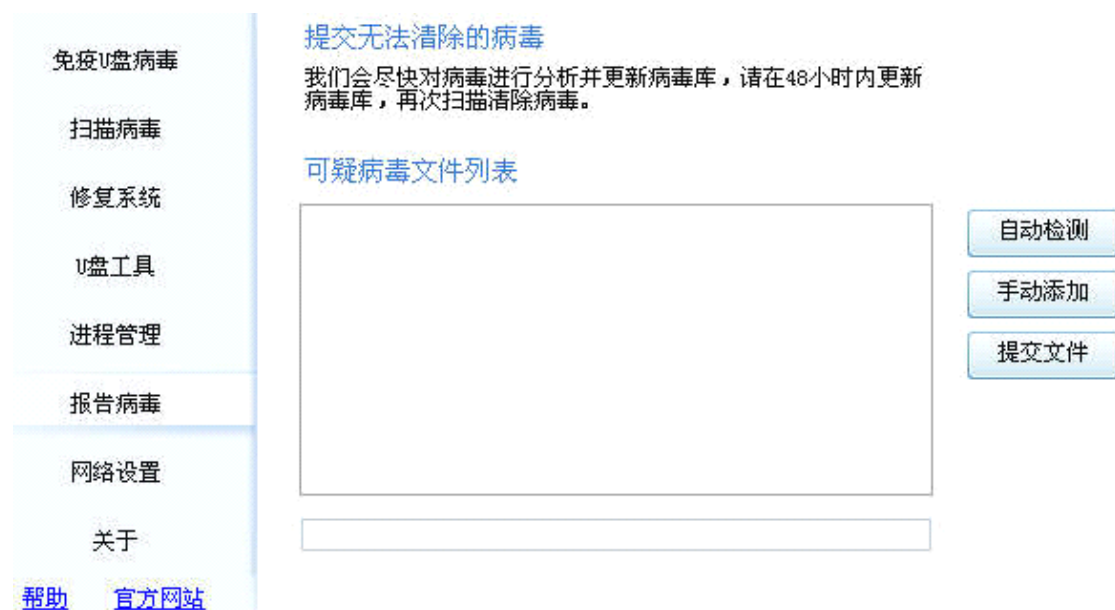 免疫U盘病毒
扫描病毒
修复系统
U盘工具
进程管理
报告病毒
网络设置
关于
帮助 官方网站
提交无法清除的病毒
我们会尽快对病毒进行分析并更新病毒库，请在48小时内更新
病毒库，再次扫描清除病毒。
可疑病毒文件列表
自动检测
手动添加
提交文件